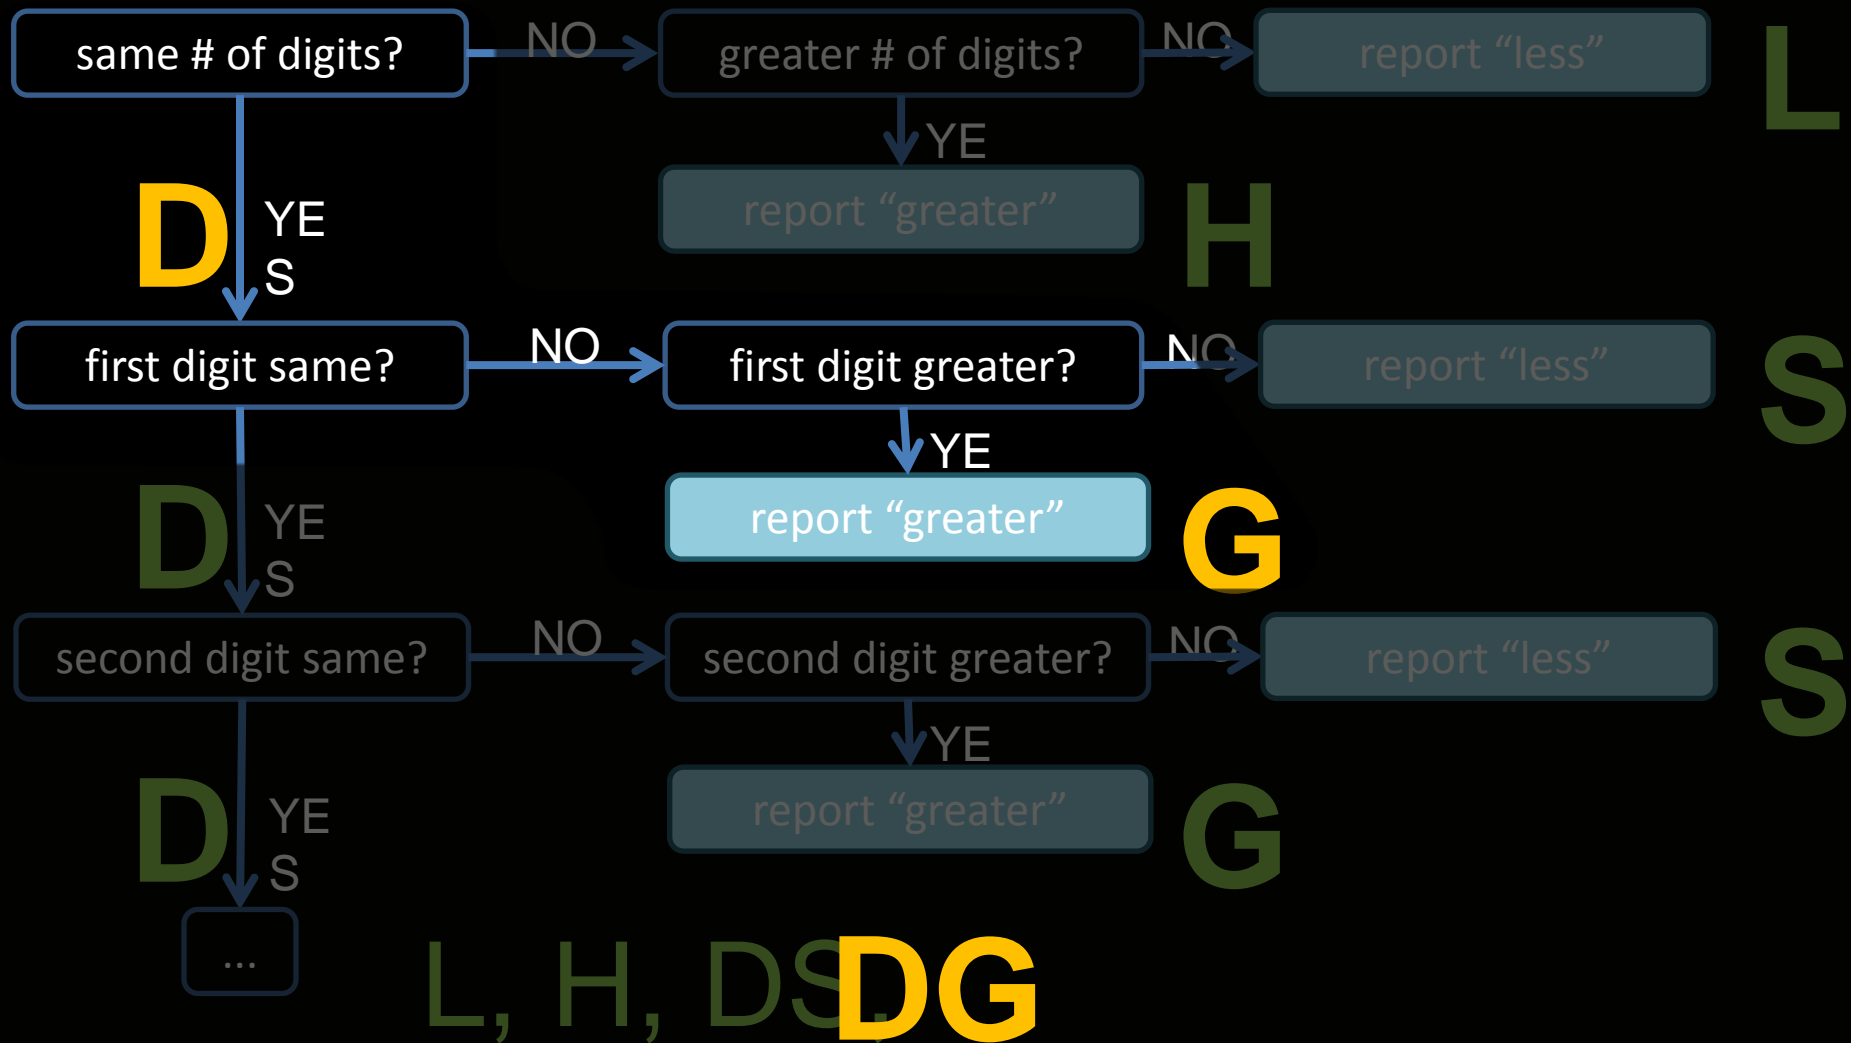 same # of digits?
NO
greater # of digits?
NO
report “less”
L
YE
report “greater”
H
D
YE
S
first digit same?
NO
first digit greater?
NO
report “less”
S
YE
report “greater”
G
D
YE
S
second digit same?
NO
second digit greater?
NO
report “less”
S
YE
report “greater”
G
D
YE
S
...
L, H, DS, DG